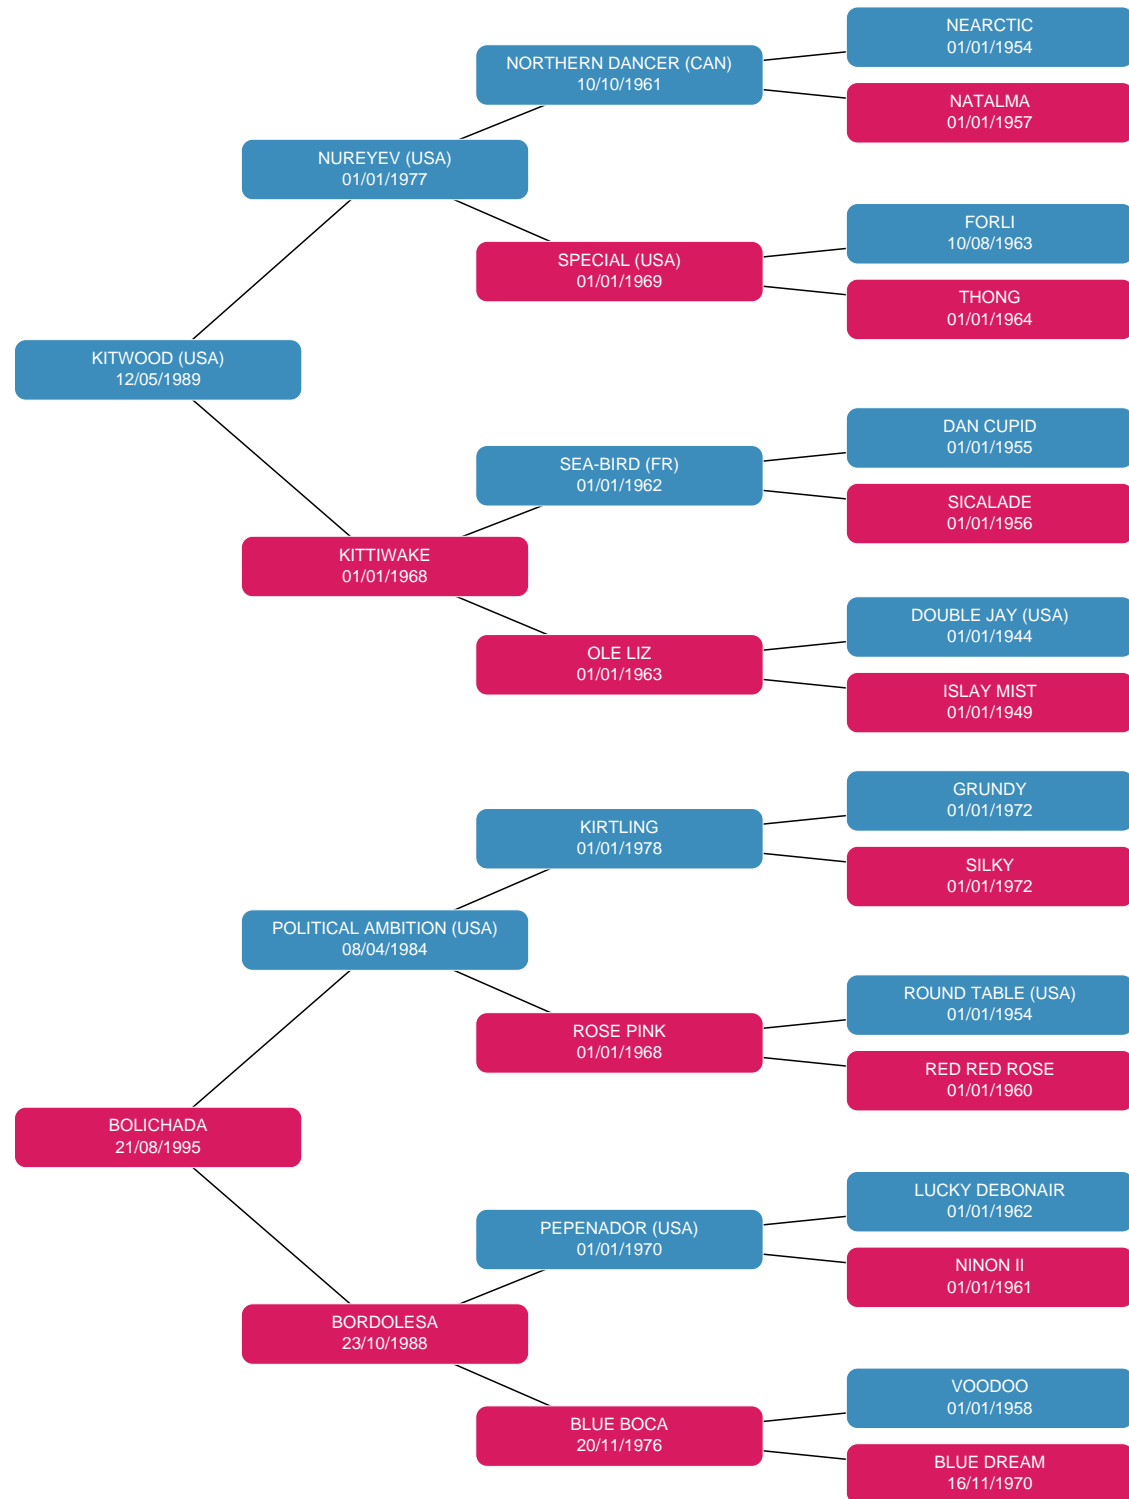 NEARCTIC
01/01/1954
NORTHERN DANCER (CAN)
10/10/1961
NATALMA
01/01/1957
NUREYEV (USA)
01/01/1977
FORLI
10/08/1963
SPECIAL (USA)
01/01/1969
THONG
01/01/1964
KITWOOD (USA)
12/05/1989
DAN CUPID
01/01/1955
SEA-BIRD (FR)
01/01/1962
SICALADE
01/01/1956
KITTIWAKE
01/01/1968
DOUBLE JAY (USA)
01/01/1944
OLE LIZ
01/01/1963
ISLAY MIST
01/01/1949
GRUNDY
01/01/1972
KIRTLING
01/01/1978
SILKY
01/01/1972
POLITICAL AMBITION (USA)
08/04/1984
ROUND TABLE (USA)
01/01/1954
ROSE PINK
01/01/1968
RED RED ROSE
01/01/1960
BOLICHADA
21/08/1995
LUCKY DEBONAIR
01/01/1962
PEPENADOR (USA)
01/01/1970
NINON II
01/01/1961
BORDOLESA
23/10/1988
VOODOO
01/01/1958
BLUE BOCA
20/11/1976
BLUE DREAM
16/11/1970